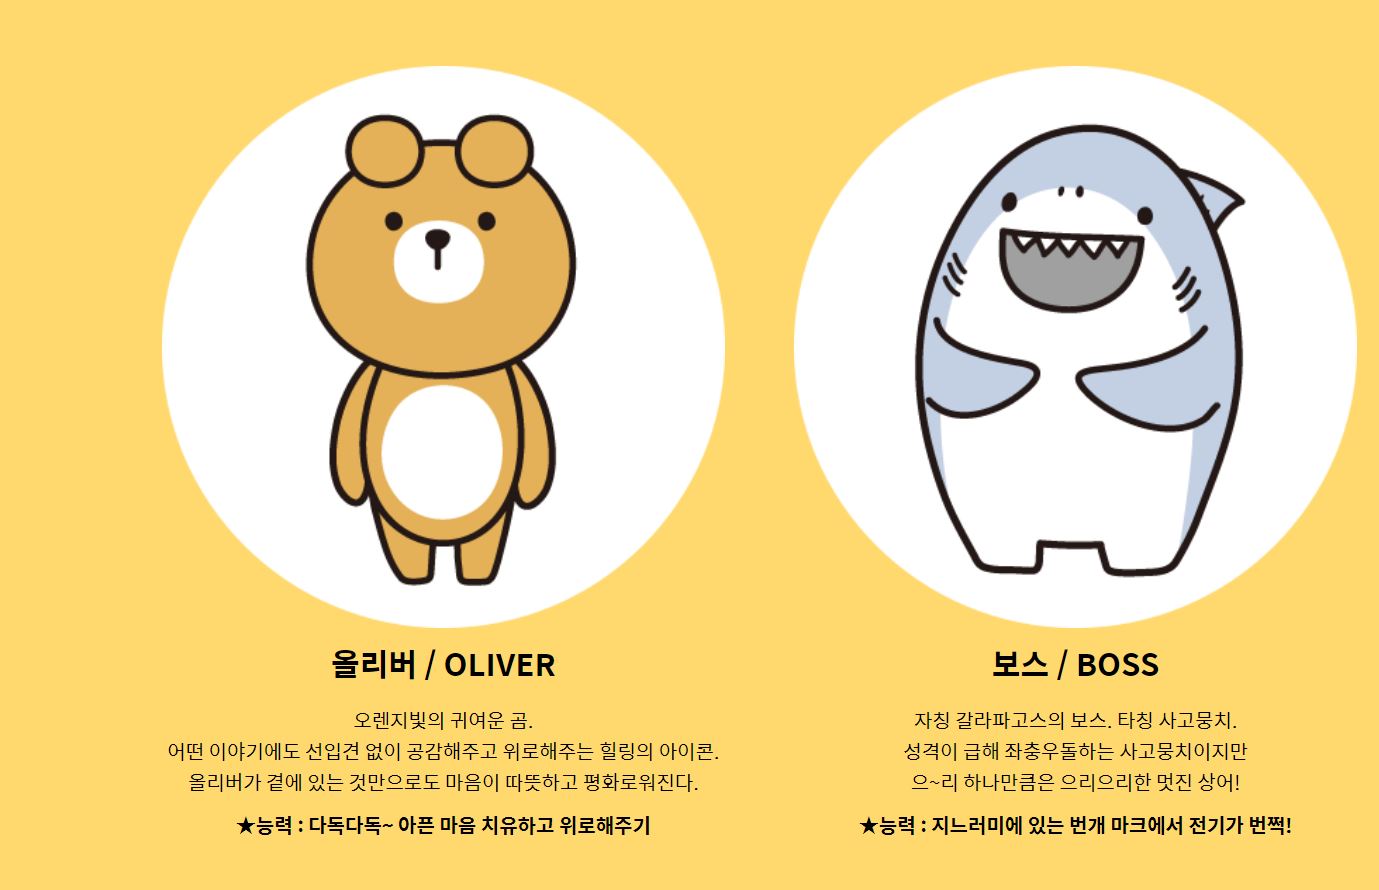 올리버 / OLIVER
오렌지빛의 귀여운 곰.
어떤 이야기에도 선입견 없이 공감해주고 위로해주는 힐링의 아이콘.
올리버가 곁에 있는 것만으로도 마음이 따뜻하고 평화로워진다.
★능력 : 다독다독~ 아픈 마음 치유하고 위로해주기
보스 / BOSS
자칭 갈라파고스의 보스. 타칭 사고뭉치.
성격이 급해 좌충우돌하는 사고뭉치이지만
으~리 하나만큼은 으리으리한 멋진 상어!
★능력 : 지느러미에 있는 번개 마크에서 전기가 번쩍!